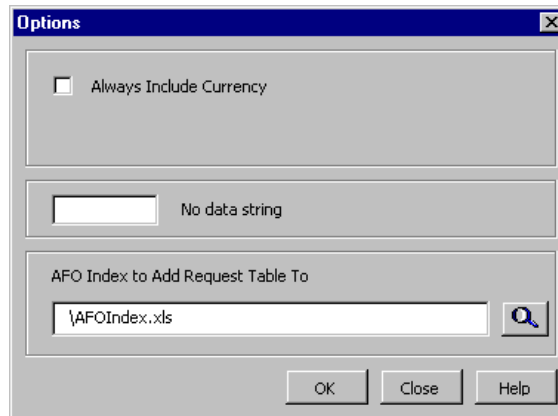 Options
Always Include Currency
No data string
AFO Index to Add Request Table To
\AFOIndex.xls
OK Close Help